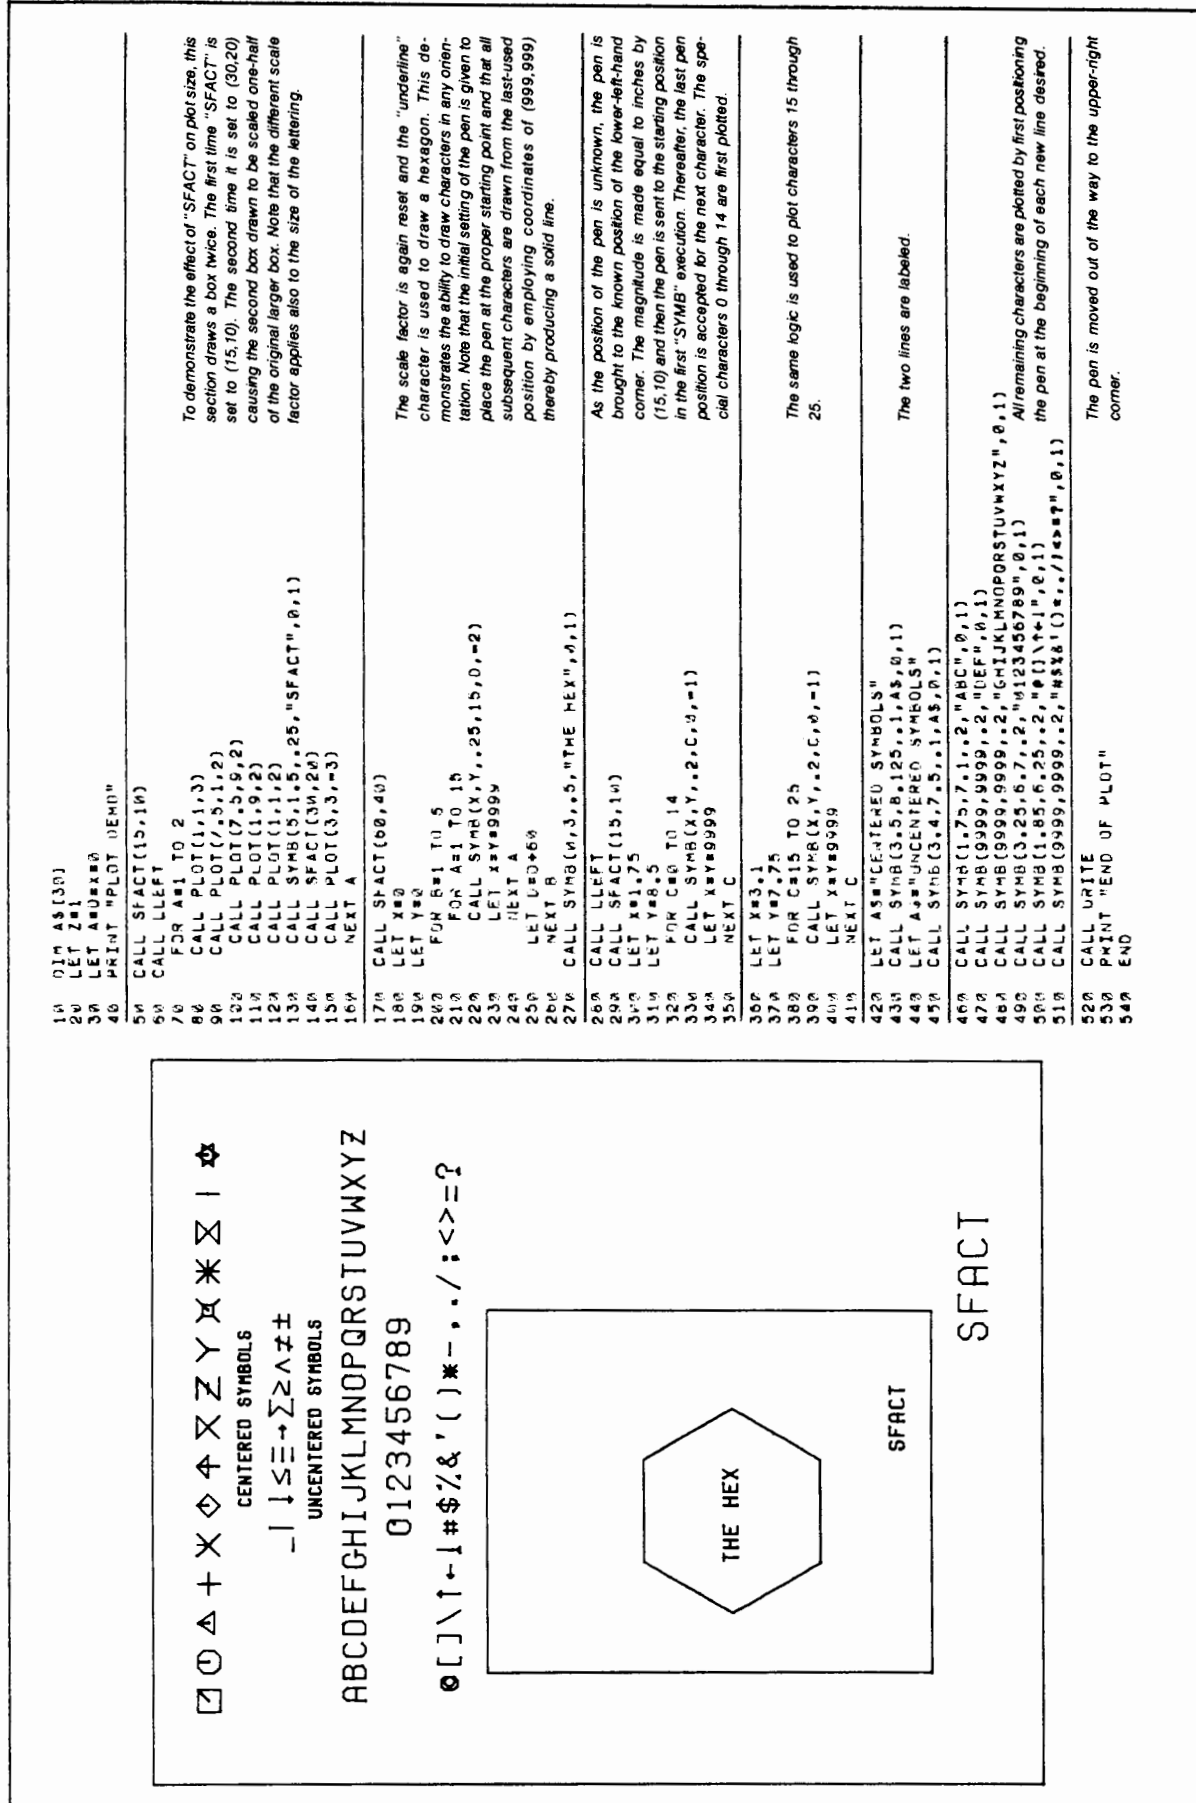 10 DIM A$[30]
20 LET Z=1
30 LET A=D=X=0
40 PRINT "PLOT DEMO"
50 CALL SFACT(15,10)
60 CALL LLEFT
70 FOR A=1 TO 2
80 CALL PLOT(1,1,3)
90 CALL PLOT(7.5,1,2)
100 CALL PLOT(7.5,9,2)
110 CALL PLOT(1,9,2)
120 CALL PLOT(1,1,2)
130 CALL SYMB(5,1.5,.25,"SFACT",0,1)
140 CALL SFACT(30,20)
150 CALL PLOT(3,3,-3)
160 NEXT A
To demonstrate the effect of "SFACT" on plot size, this
section draws a box twice. The first time "SFACT" is
set to (15,10). The second time it is set to (30,20)
causing the second box drawn to be scaled one-half
of the original larger box. Note that the different scale
factor applies also to the size of the lettering.
170 CALL SFACT(60,40)
180 LET X=0
190 LET Y=0
200 FOR B=1 TO 5
210 FOR A=1 TO 15
220 CALL SYMB(X,Y,.25,15,D,-2)
230 LET X=Y=9999
240 NEXT A
250 LET D=D+60
260 NEXT B
270 CALL SYMB(0,3,.5,"THE HEX",0,1)
The scale factor is again reset and the "underline"
character is used to draw a hexagon. This de-
monstrates the ability to draw characters in any orien-
tation. Note that the initial setting of the pen is given to
place the pen at the proper starting point and that all
subsequent characters are drawn from the last-used
position by employing coordinates of (999,999)
thereby producing a solid line.
280 CALL LLEFT
290 CALL SFACT(15,10)
300 LET X=1.75
310 LET Y=8.5
320 FOR C=0 TO 14
330 CALL SYMB(X,Y,.2,C,0,-1)
340 LET X=Y=9999
350 NEXT C
As the position of the pen is unknown, the pen is
brought to the known position of the lower-left-hand
corner. The magnitude is made equal to inches by
(15,10) and then the pen is sent to the starting position
in the first "SYMB" execution. Thereafter, the last pen
position is accepted for the next character. The spe-
cial characters 0 through 14 are first plotted.
360 LET X=3.1
370 LET Y=7.75
380 FOR C=15 TO 25
390 CALL SYMB(X,Y,.2,C,0,-1)
400 LET X=Y=9999
410 NEXT C
The same logic is used to plot characters 15 through
25.
420 LET A$="CENTERED SYMBOLS"
430 CALL SYMB(3.5,8.125,.1,A$,0,1)
440 LET A$="UNCENTERED SYMBOLS"
450 CALL SYMB(3.4,7.5,.1,A$,0,1)
The two lines are labeled.
460 CALL SYMB(1.75,7.1,.2,"ABC",0,1)
470 CALL SYMB(9999,9999,.2,"DEF",0,1)
480 CALL SYMB(9999,9999,.2,"GHIJKLMNOPQRSTUVWXYZ",0,1)
490 CALL SYMB(3.25,6.7,.2,"0123456789",0,1)
500 CALL SYMB(1.85,6.25,.2,"@[]\↑←!",0,1)
510 CALL SYMB(9999,9999,.2,"#$%&'()*,./;<>=?",0,1)
All remaining characters are plotted by first positioning
the pen at the beginning of each new line desired.
520 CALL URITE
530 PRINT "END OF PLOT"
540 END
The pen is moved out of the way to the upper-right
corner.
CENTERED SYMBOLS
≤≡→∑≥∧≠±
UNCENTERED SYMBOLS
ABCDEFGHIJKLMNOPQRSTUVWXYZ
0123456789
@[]\↑←!#$%&'()*-,./;<>=?
THE HEX
SFACT
SFACT